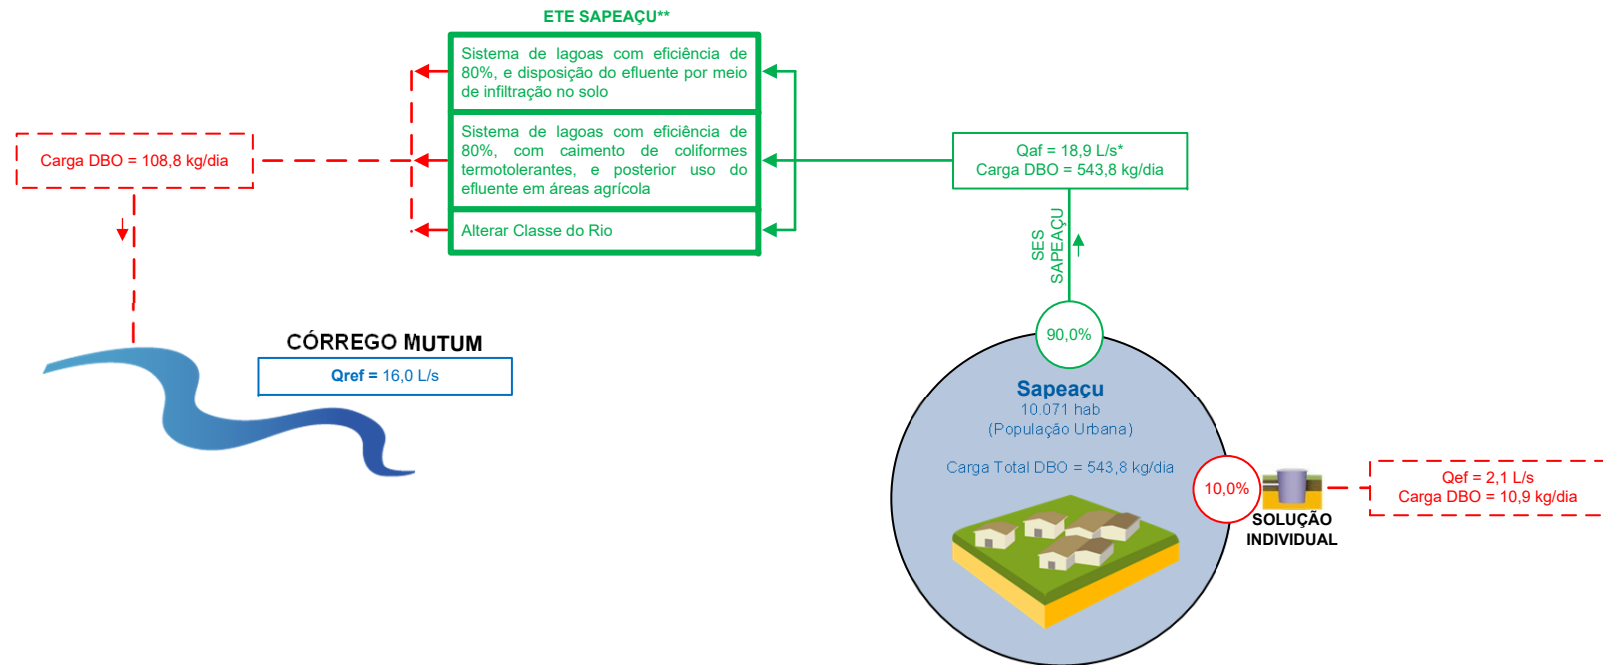 ETE SAPEAÇU**
Sistema de lagoas com eficiência de
80%, e disposição do efluente por meio
de infiltração no solo
Sistema de lagoas com eficiência de
80%, com caimento de coliformes
termotolerantes, e posterior uso do
efluente em áreas agrícola
Alterar Classe do Rio
Carga DBO = 108,8 kg/dia
Qaf = 18,9 L/s*
Carga DBO = 543,8 kg/dia
SES
SAPEAÇU
CÓRREGO MUTUM
Qref = 16,0 L/s
90,0%
Sapeaçu
10.071 hab
(População Urbana)
Carga Total DBO = 543,8 kg/dia
10,0%
SOLUÇÃO
INDIVIDUAL
Qef = 2,1 L/s
Carga DBO = 10,9 kg/dia